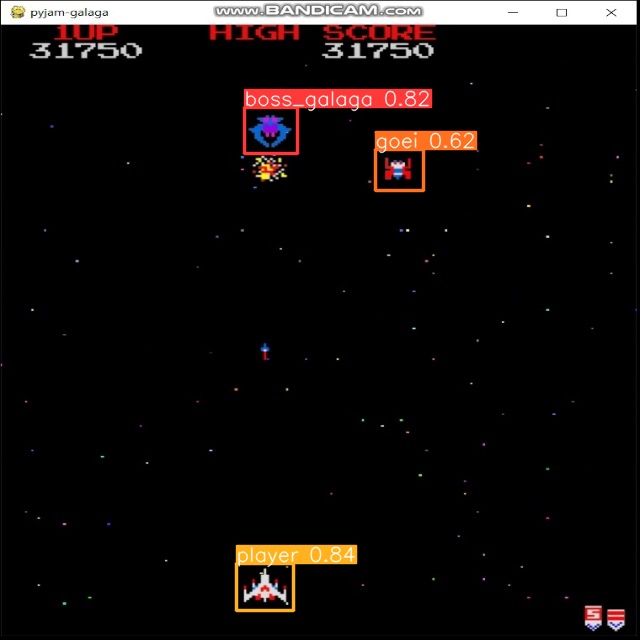 pyjam-galaga
www.BANDICAM.com
1UP HIGH SCORE
31750 31750
boss_galaga 0.82
goei 0.62
player 0.84
5